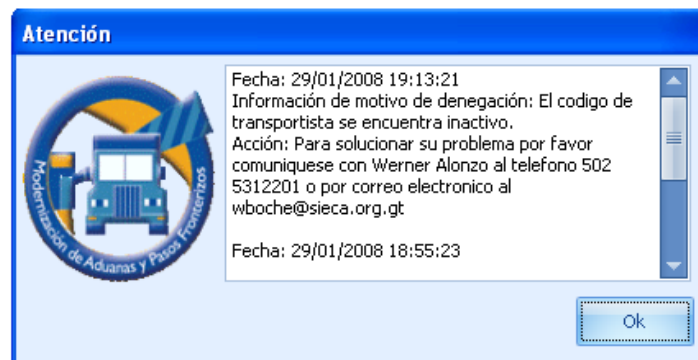 Atención
Modernización de Aduanas y Pasos Fronterizos
Fecha: 29/01/2008 19:13:21
Información de motivo de denegación: El codigo de
transportista se encuentra inactivo.
Acción: Para solucionar su problema por favor
comuniquese con Werner Alonzo al telefono 502
5312201 o por correo electronico al
wboche@sieca.org.gt
Fecha: 29/01/2008 18:55:23
Ok